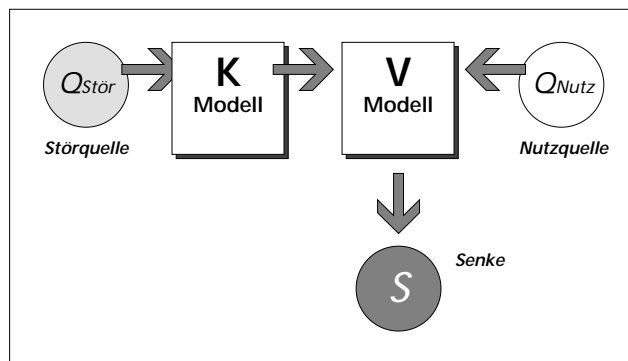 QStör
Störquelle
K
Modell
V
Modell
QNutz
Nutzquelle
S
Senke